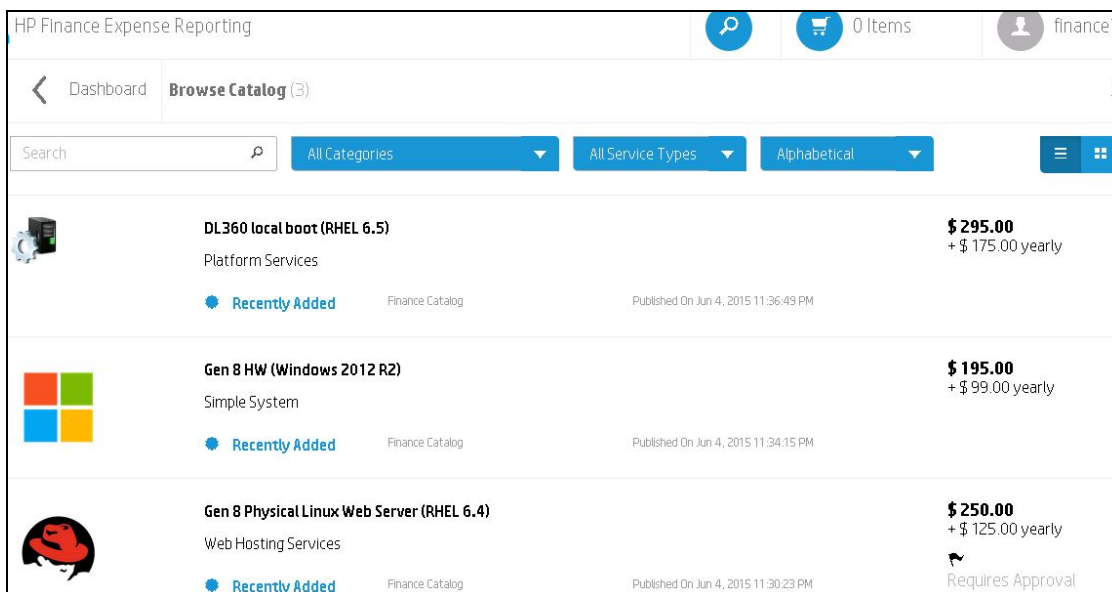 HP Finance Expense Reporting
0 Items
finance
Dashboard
Browse Catalog (3)
Search
All Categories
All Service Types
Alphabetical
DL360 local boot (RHEL 6.5)
$ 295.00
+ $ 175.00 yearly
Platform Services
Recently Added
Finance Catalog
Published On Jun 4, 2015 11:36:49 PM
Gen 8 HW (Windows 2012 R2)
$ 195.00
+ $ 99.00 yearly
Simple System
Recently Added
Finance Catalog
Published On Jun 4, 2015 11:34:15 PM
Gen 8 Physical Linux Web Server (RHEL 6.4)
$ 250.00
+ $ 125.00 yearly
Web Hosting Services
Requires Approval
Recently Added
Finance Catalog
Published On Jun 4, 2015 11:30:23 PM